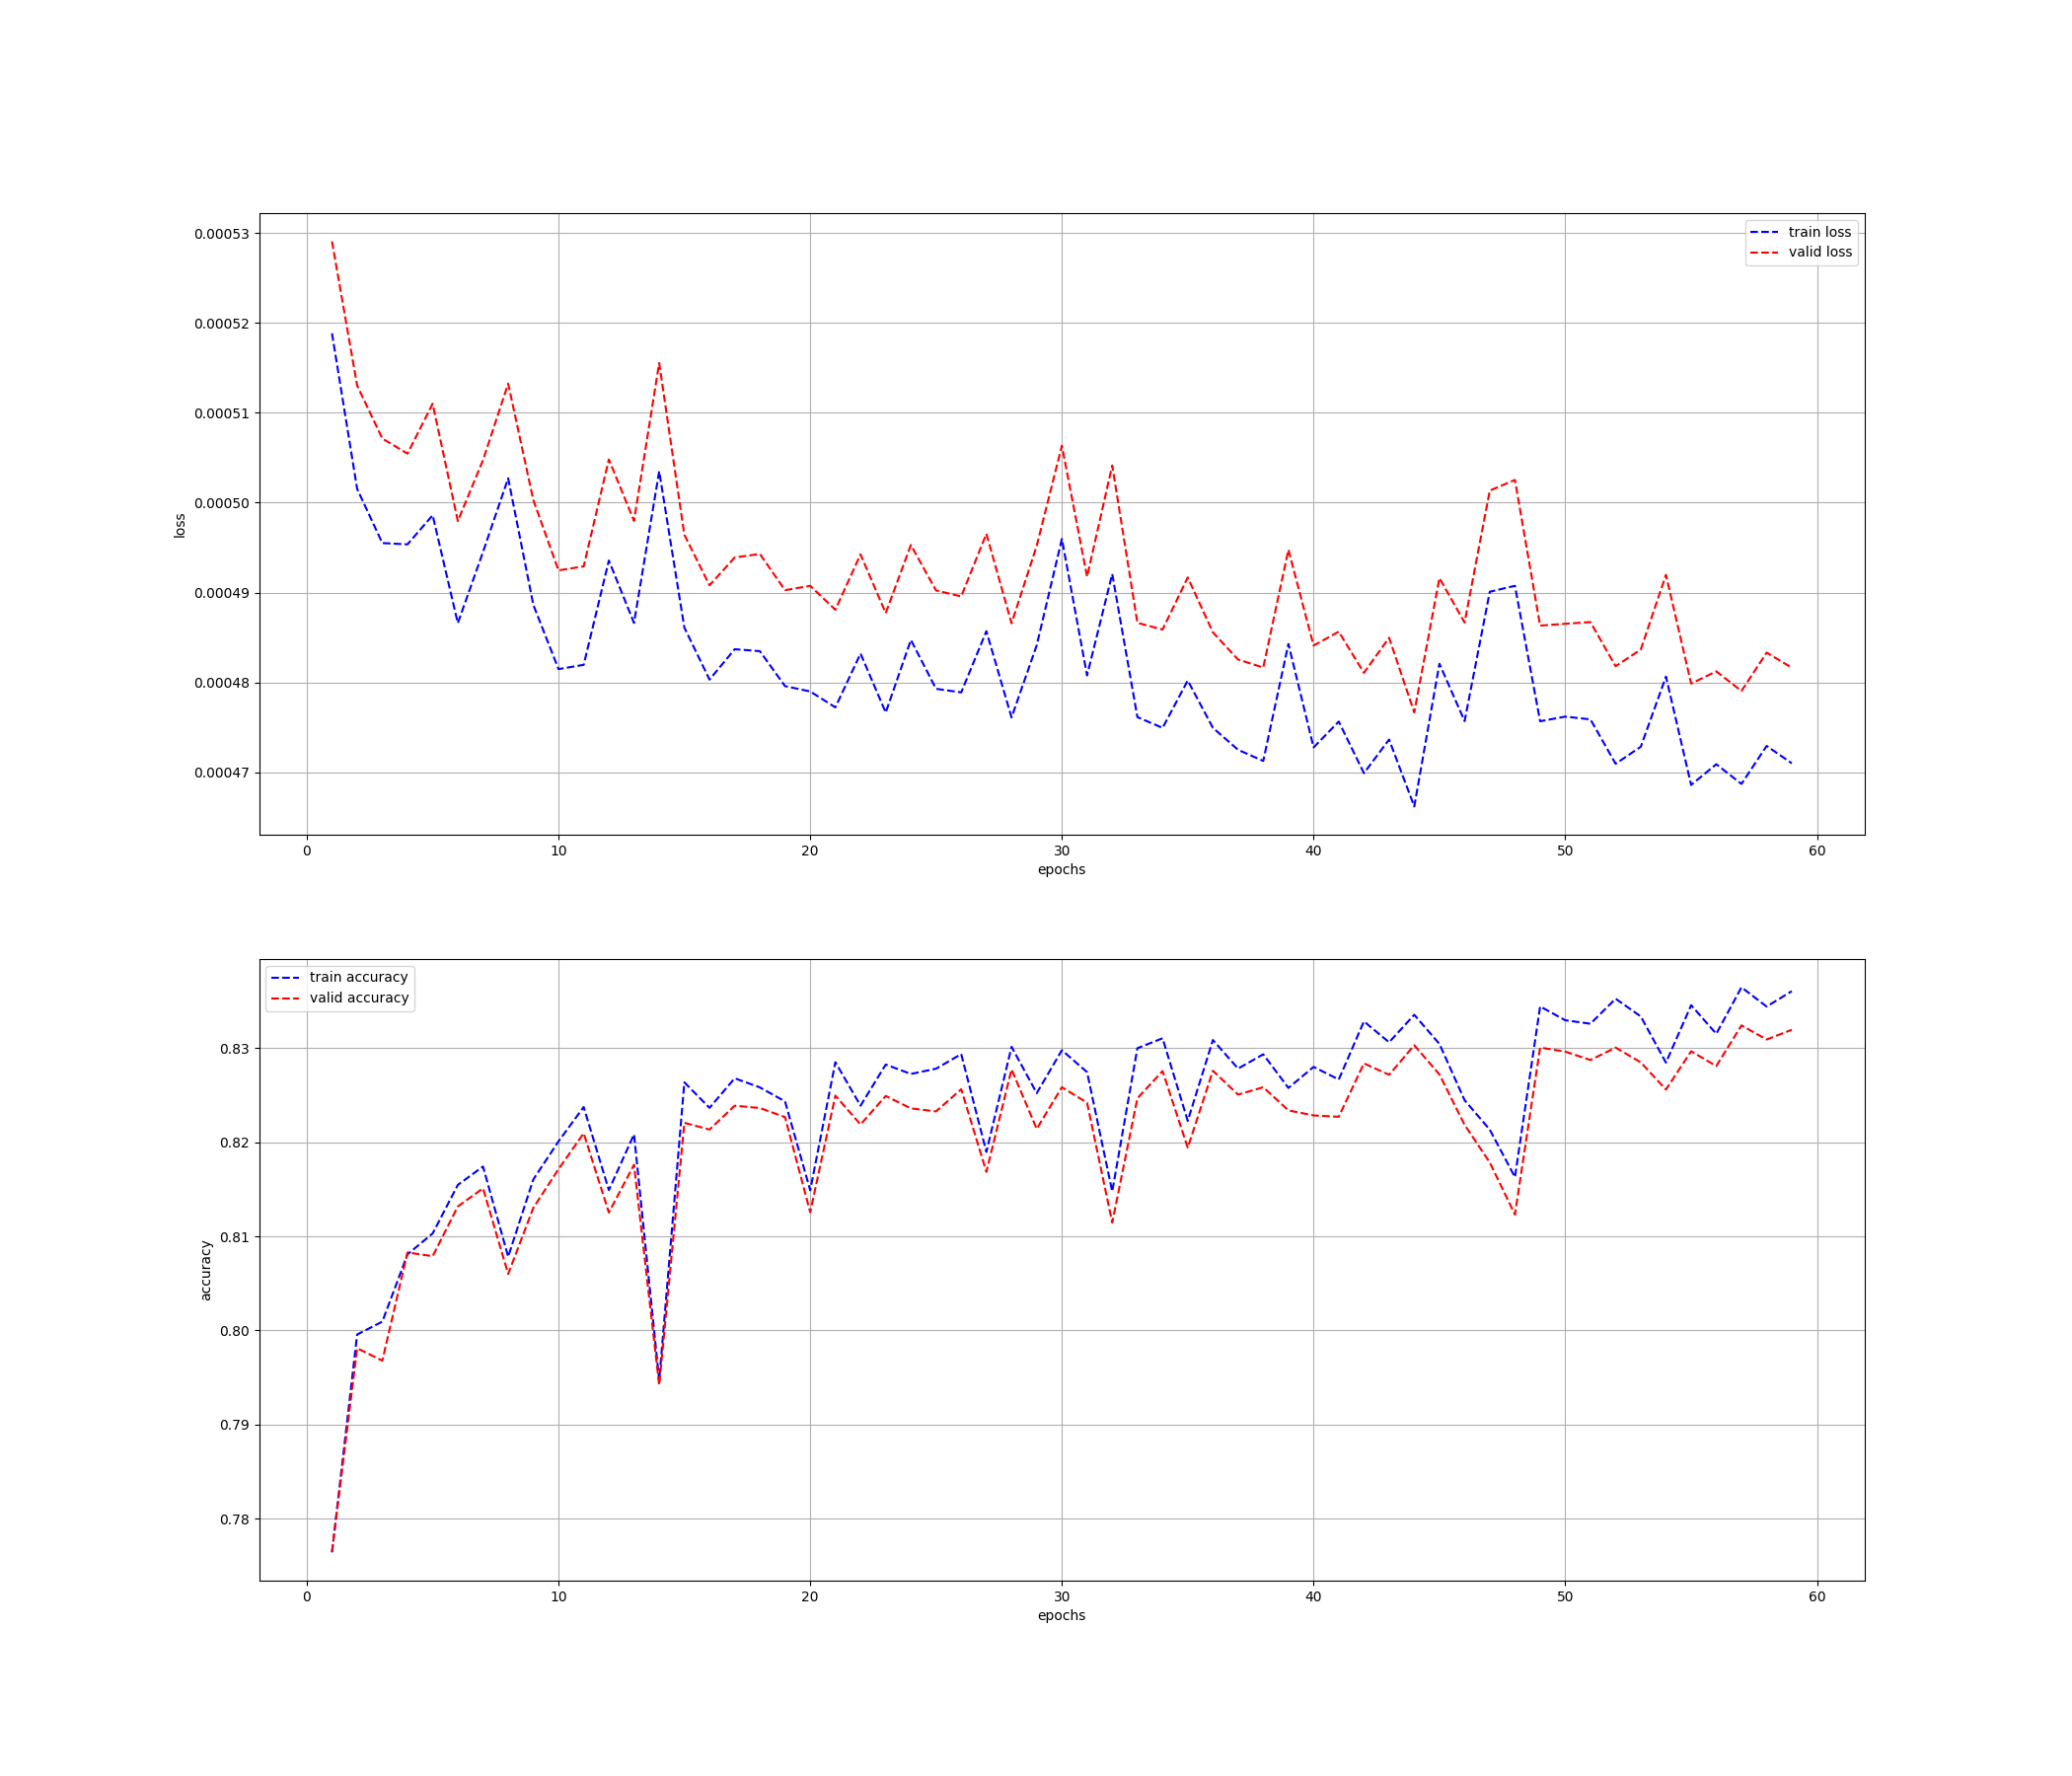 0.00053
0.00052
0.00051
0.00050
0.00049
0.00048
0.00047
loss
train loss
valid loss
0 10 20 30 40 50 60
epochs
train accuracy
valid accuracy
0.83
0.82
0.81
0.80
0.79
0.78
accuracy
0 10 20 30 40 50 60
epochs